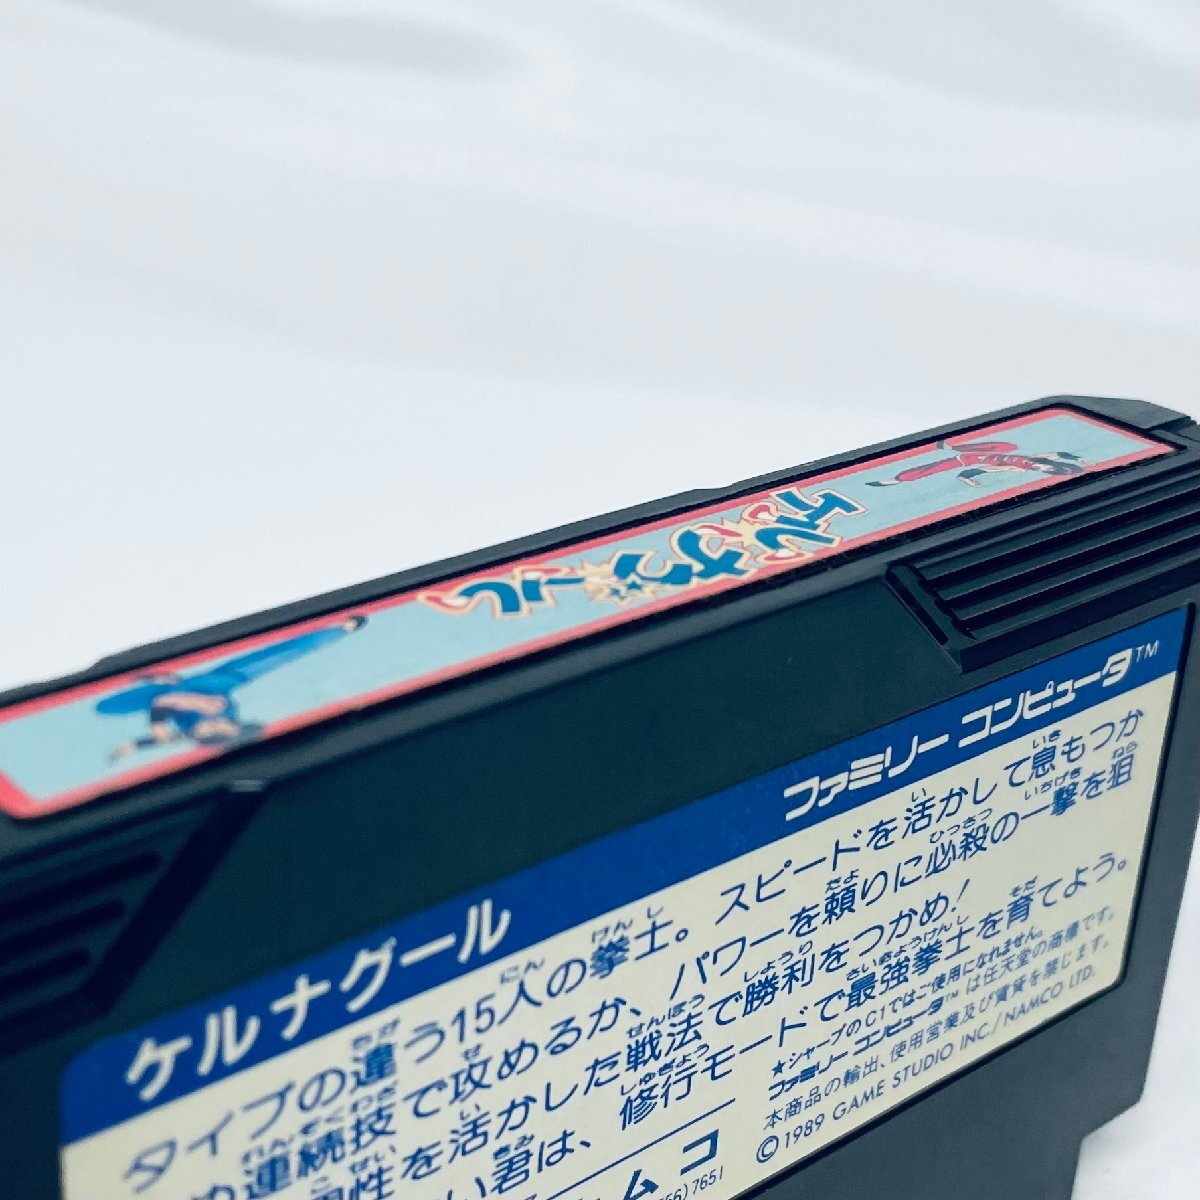 ケルナグール
ケルナグール
ファミリー コンピュータ™
タイプの違う15人の拳士。スピードを活かして息もつか
連続技で攻めるか、パワーを頼りに必殺の一撃を狙
性を活かした戦法で勝利をつかめ!
い君は、修行モードで最強拳士を育てよう。
★シャープのC1ではご使用になれません。
ファミリーコンピュータ™は任天堂の商標です。
本商品の輸出、使用営業及び賃貸を禁じます。
©1989 GAME STUDIO INC./NAMCO LTD.
ムコ
66)7651